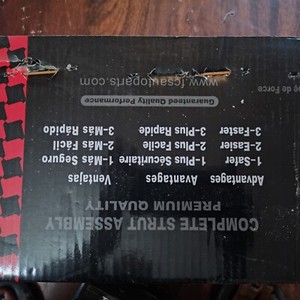 COMPLETE STRUT ASSEMBLY
PREMIUM QUALITY
Advantages Avantages Ventajas
1-Safer 1-Plus Sécuritaire 1-Más Seguro
2-Easier 2-Plus Facile 2-Más Fácil
3-Faster 3-Plus Rapide 3-Más Rápido
Guaranteed Quality Performance
www.fcsautoparts.com
de Force